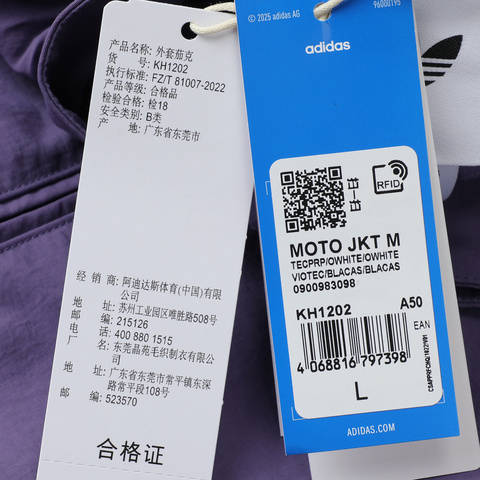 产品名称: 外套茄克
货 号: KH1202
执行标准: FZ/T 81007-2022
产品等级: 合格品
检验合格: 检18
安全类别: B类
产 地: 广东省东莞市
经 销 商: 阿迪达斯体育(中国)有限
公司
地 址: 苏州工业园区唯胜路508号
邮 编: 215126
电 话: 400 880 1515
厂 名: 东莞晶苑毛织制衣有限
公司
地 址: 广东省东莞市常平镇东深
路常平段108号
邮 编: 523570
合格证
© 2025 adidas AG
96000195
adidas
RFID
MOTO JKT M
TECPRP/OWHITE/OWHITE
VIOTEC/BLACAS/BLACAS
0900983098
KH1202 A50
EAN
4 068816 797398
L
ADIDAS.COM